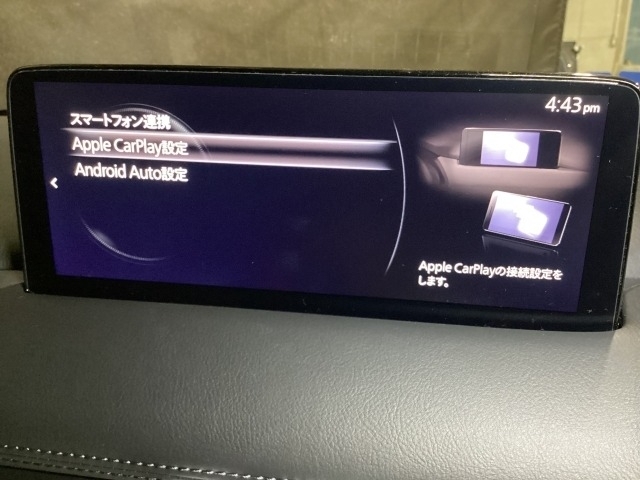 4:43 pm
スマートフォン連携
Apple CarPlay設定
Android Auto設定
Apple CarPlayの接続設定を
します。